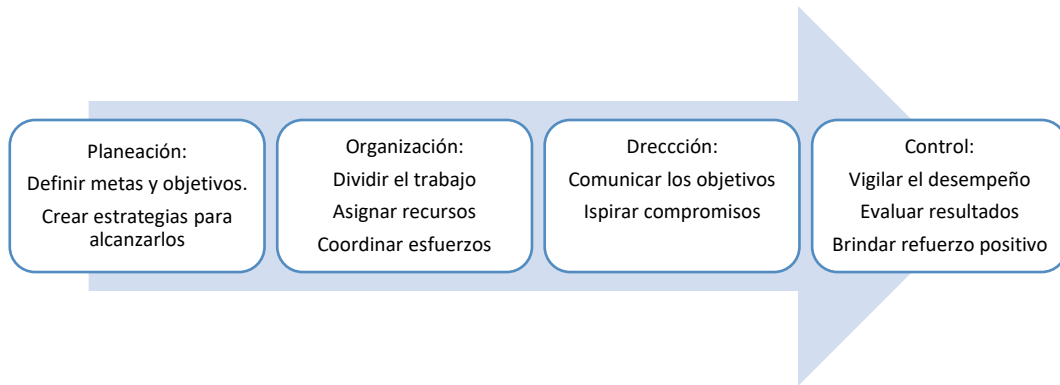 Planeación:
Definir metas y objetivos.
Crear estrategias para
alcanzarlos
Organización:
Dividir el trabajo
Asignar recursos
Coordinar esfuerzos
Dreccción:
Comunicar los objetivos
Ispirar compromisos
Control:
Vigilar el desempeño
Evaluar resultados
Brindar refuerzo positivo